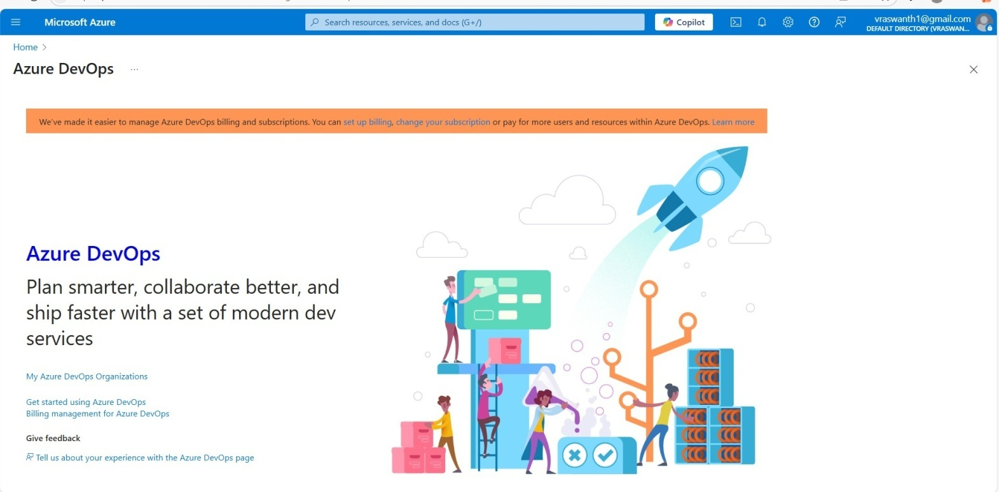 Microsoft Azure
Search resources, services, and docs (G+/)
Copilot
vraswanth1@gmail.com
DEFAULT DIRECTORY (VRASWAN...
Home
Azure DevOps
...
We've made it easier to manage Azure DevOps billing and subscriptions. You can set up billing, change your subscription or pay for more users and resources within Azure DevOps. Learn more
Azure DevOps
Plan smarter, collaborate better, and
ship faster with a set of modern dev
services
My Azure DevOps Organizations
Get started using Azure DevOps
Billing management for Azure DevOps
Give feedback
Tell us about your experience with the Azure DevOps page